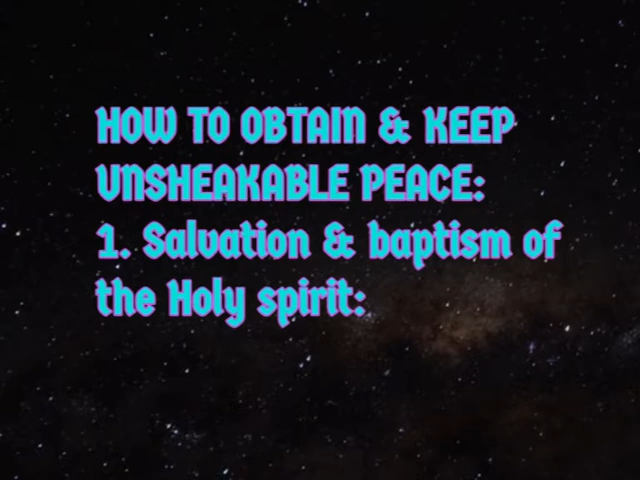 HOW TO OBTAIN & KEEP
UNSHEAKABLE PEACE:
1. Salvation & baptism of
the Holy spirit: